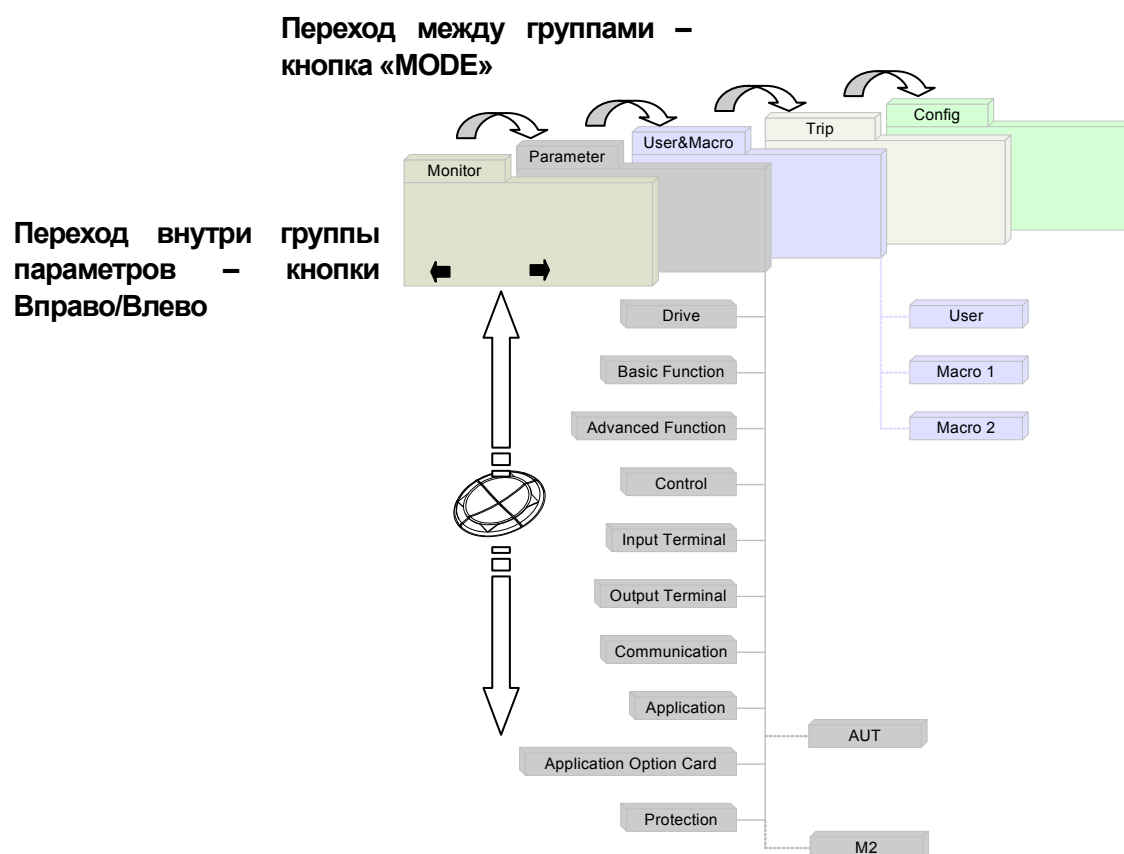 Переход между группами –
кнопка «MODE»
Config
Trip
User&Macro
Parameter
Monitor
Переход внутри группы
параметров – кнопки
Вправо/Влево
Drive
User
Basic Function
Macro 1
Advanced Function
Macro 2
Control
Input Terminal
Output Terminal
Communication
Application
AUT
Application Option Card
Protection
M2